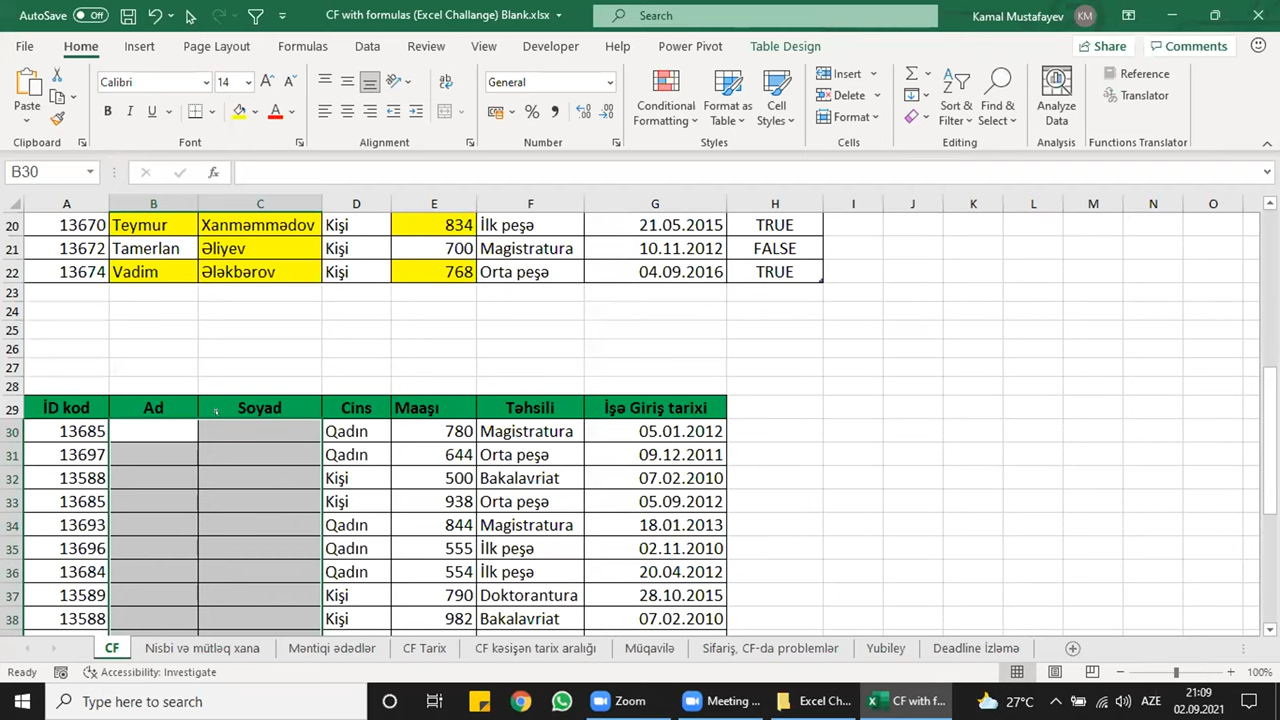 AutoSave Off CF with formulas (Excel Challange) Blank.xlsx Search Kamal Mustafayev KM
File Home Insert Page Layout Formulas Data Review View Developer Help Power Pivot Table Design Share Comments
Paste Calibri 14 General Conditional Formatting Format as Table Cell Styles Insert Delete Format Sort & Filter Find & Select Analyze Data Reference Translator
Clipboard Font Alignment Number Styles Cells Editing Analysis Functions Translator
B30 fx
A B C D E F G H I J K L M N O
20 13670 Teymur Xanməmmədov Kişi 834 İlk peşə 21.05.2015 TRUE
21 13672 Tamerlan Əliyev Kişi 700 Magistratura 10.11.2012 FALSE
22 13674 Vadim Ələkbərov Kişi 768 Orta peşə 04.09.2016 TRUE
23
24
25
26
27
28
29 İD kod Ad Soyad Cins Maaşı Təhsili İşə Giriş tarixi
30 13685 Qadın 780 Magistratura 05.01.2012
31 13697 Qadın 644 Orta peşə 09.12.2011
32 13588 Kişi 500 Bakalavriat 07.02.2010
33 13685 Kişi 938 Orta peşə 05.09.2012
34 13693 Qadın 844 Magistratura 18.01.2013
35 13696 Qadın 555 İlk peşə 02.11.2010
36 13684 Qadın 554 İlk peşə 20.04.2012
37 13589 Kişi 790 Doktorantura 28.10.2015
38 13588 Kişi 982 Bakalavriat 07.02.2010
CF Nisbi və mütləq xana Məntiqi ədədlər CF Tarix CF kəsişən tarix aralığı Müqavilə Sifariş, CF-da problemlər Yubiley Deadline İzləmə
Ready Accessibility: Investigate 100%
Type here to search Zoom Meeting ... Excel Ch... CF with f... 27°C AZE 21:09
02.09.2021